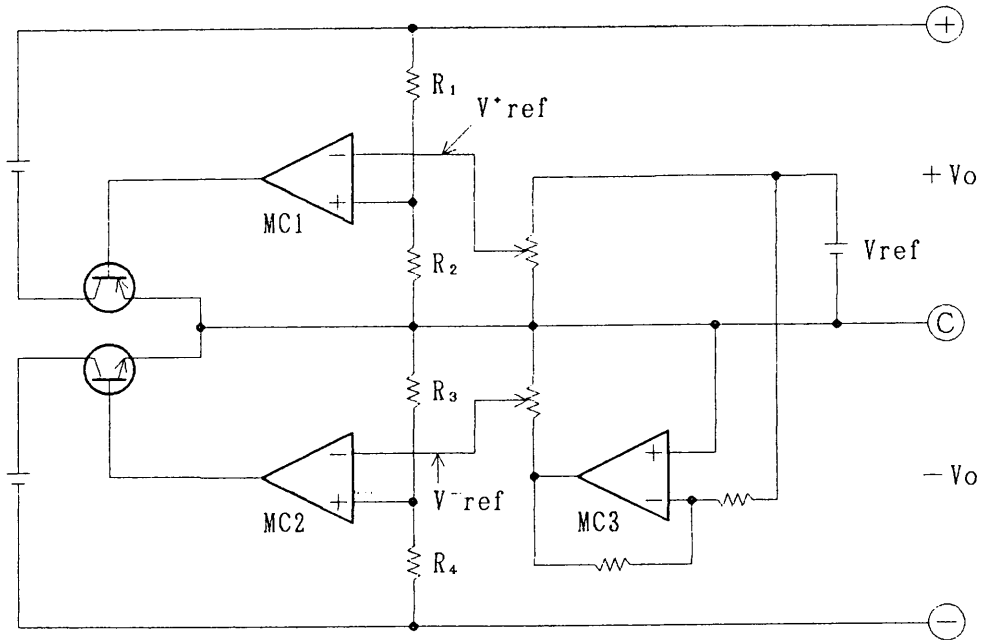 +
R₁
V⁺ref
−
+
MC1
+Vo
R₂
Vref
C
R₃
−
+
MC2
V⁻ref
+
−
MC3
−Vo
R₄
−